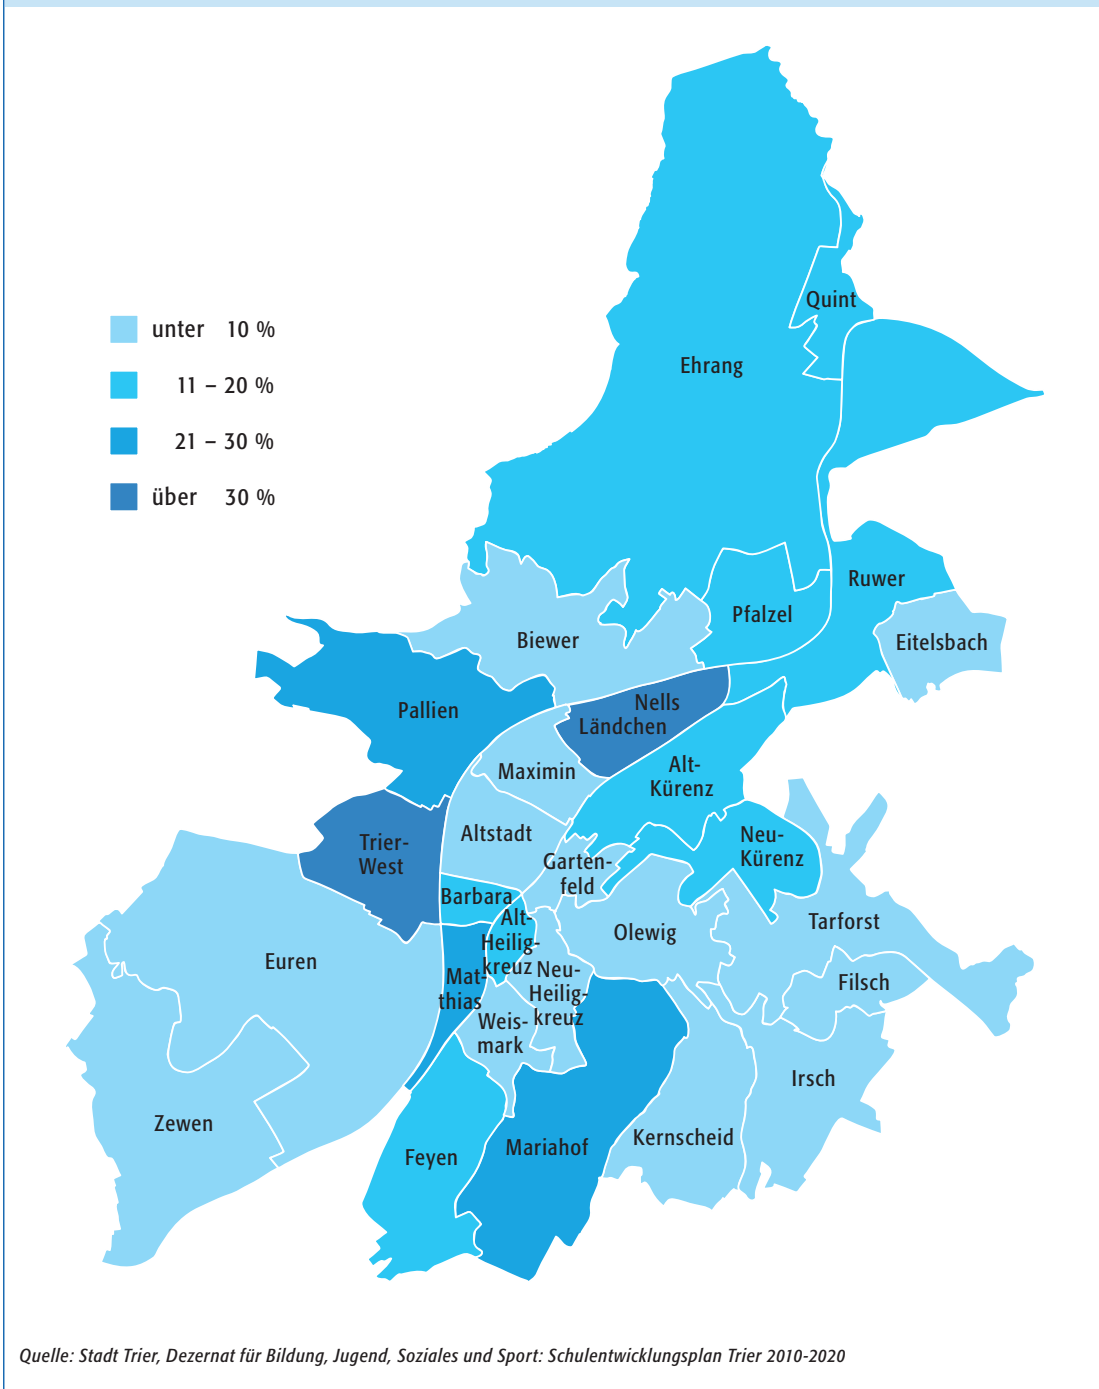 unter 10 %
11 – 20 %
21 – 30 %
über 30 %
Quint
Ehrang
Ruwer
Pfalzel
Eitelsbach
Biewer
Pallien
Nells
Ländchen
Maximin
Alt-
Kürenz
Altstadt
Neu-
Kürenz
Trier-
West
Garten-
feld
Barbara
Alt-
Heilig-
kreuz
Olewig
Tarforst
Euren
Mat-
thias
Neu-
Heilig-
kreuz
Filsch
Weis-
mark
Irsch
Zewen
Feyen
Mariahof
Kernscheid
Quelle: Stadt Trier, Dezernat für Bildung, Jugend, Soziales und Sport: Schulentwicklungsplan Trier 2010-2020